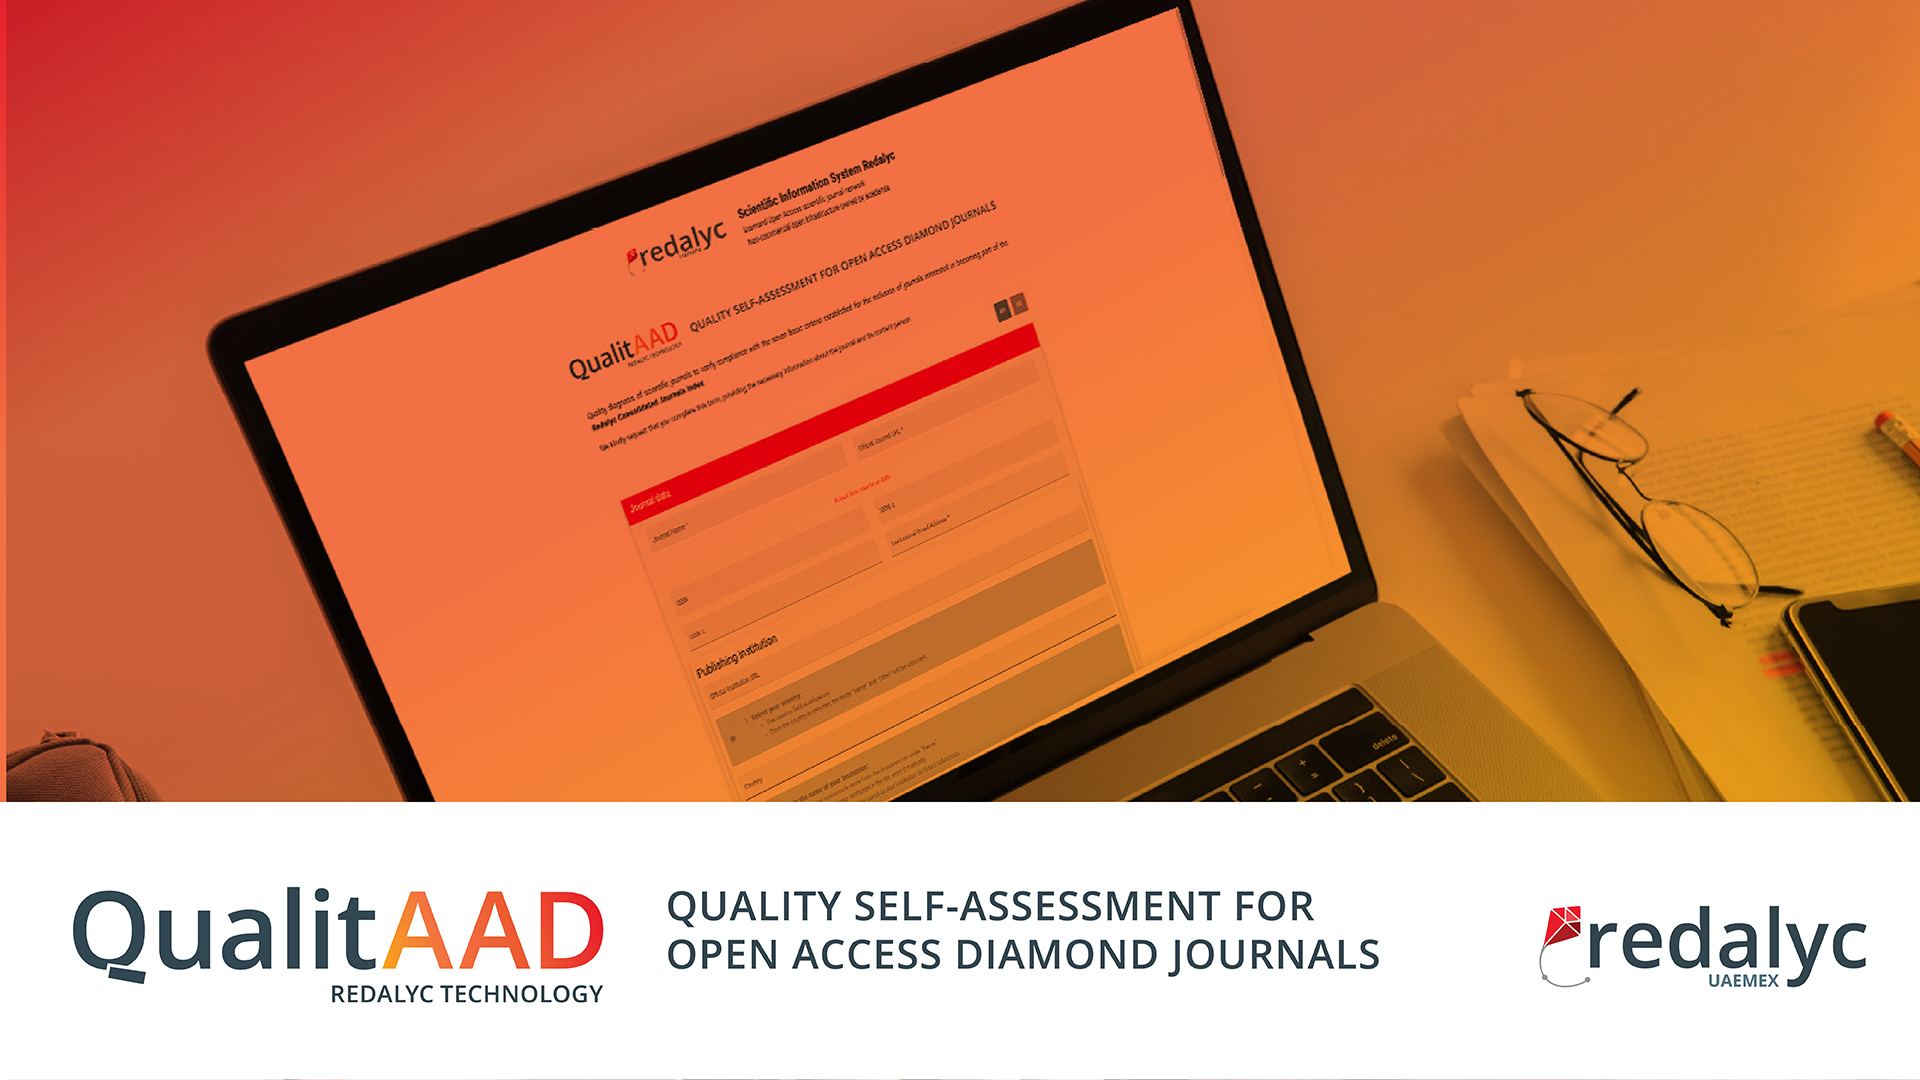 Scientific Information System Redalyc
Diamond Open Access scientific journal network
Non-commercial open infrastructure owned by academia
redalyc
UAEMEX
QualitAAD
REDALYC TECHNOLOGY
QUALITY SELF-ASSESSMENT FOR OPEN ACCESS DIAMOND JOURNALS
Quality diagnosis of scientific journals to verify compliance with the seven basic criteria established for the inclusion of journals interested in becoming part of the
Redalyc Consolidated Journals Index
We kindly request that you complete this form, providing the necessary information about the journal and its contact person
Journal data
Journal Name *
Official Journal URL *
ISSN
ISSN-e
Institutional Email Address *
Publishing institution
Official Institution URL
Country
delete
+
=
QualitAAD
REDALYC TECHNOLOGY
QUALITY SELF-ASSESSMENT FOR
OPEN ACCESS DIAMOND JOURNALS
redalyc
UAEMEX